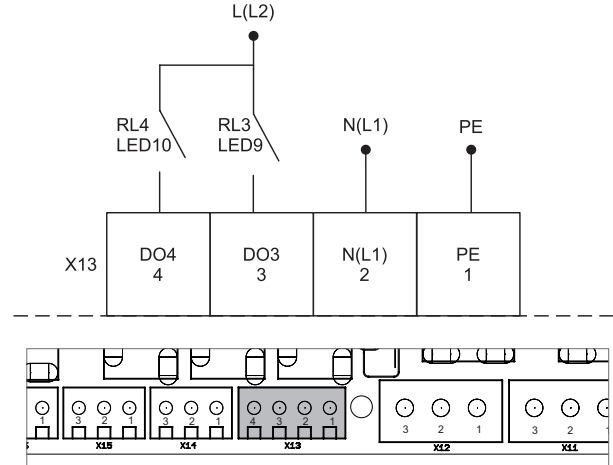 L(L2)
RL4
LED10
RL3
LED9
N(L1)
PE
X13
DO4
4
DO3
3
N(L1)
2
PE
1
1
3 2 1
3 2 1
4 3 2 1
3 2 1
3 2
X15
X14
X13
X12
X11